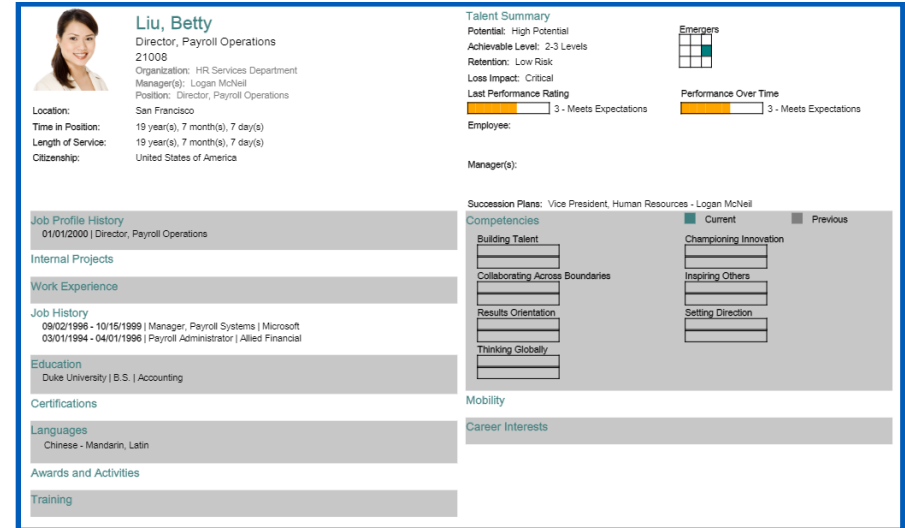 Liu, Betty
Director, Payroll Operations
21008
Organization: HR Services Department
Manager(s): Logan McNeil
Position: Director, Payroll Operations
Location: San Francisco
Time in Position: 19 year(s), 7 month(s), 7 day(s)
Length of Service: 19 year(s), 7 month(s), 7 day(s)
Citizenship: United States of America
Talent Summary
Potential: High Potential
Achievable Level: 2-3 Levels
Retention: Low Risk
Loss Impact: Critical
Emergers
Last Performance Rating
3 - Meets Expectations
Performance Over Time
3 - Meets Expectations
Employee:
Manager(s):
Succession Plans: Vice President, Human Resources - Logan McNeil
Job Profile History
01/01/2000 | Director, Payroll Operations
Internal Projects
Work Experience
Job History
09/02/1996 - 10/15/1999 | Manager, Payroll Systems | Microsoft
03/01/1994 - 04/01/1996 | Payroll Administrator | Allied Financial
Education
Duke University | B.S. | Accounting
Certifications
Languages
Chinese - Mandarin, Latin
Awards and Activities
Training
Competencies
Current
Previous
Building Talent
Championing Innovation
Collaborating Across Boundaries
Inspiring Others
Results Orientation
Setting Direction
Thinking Globally
Mobility
Career Interests